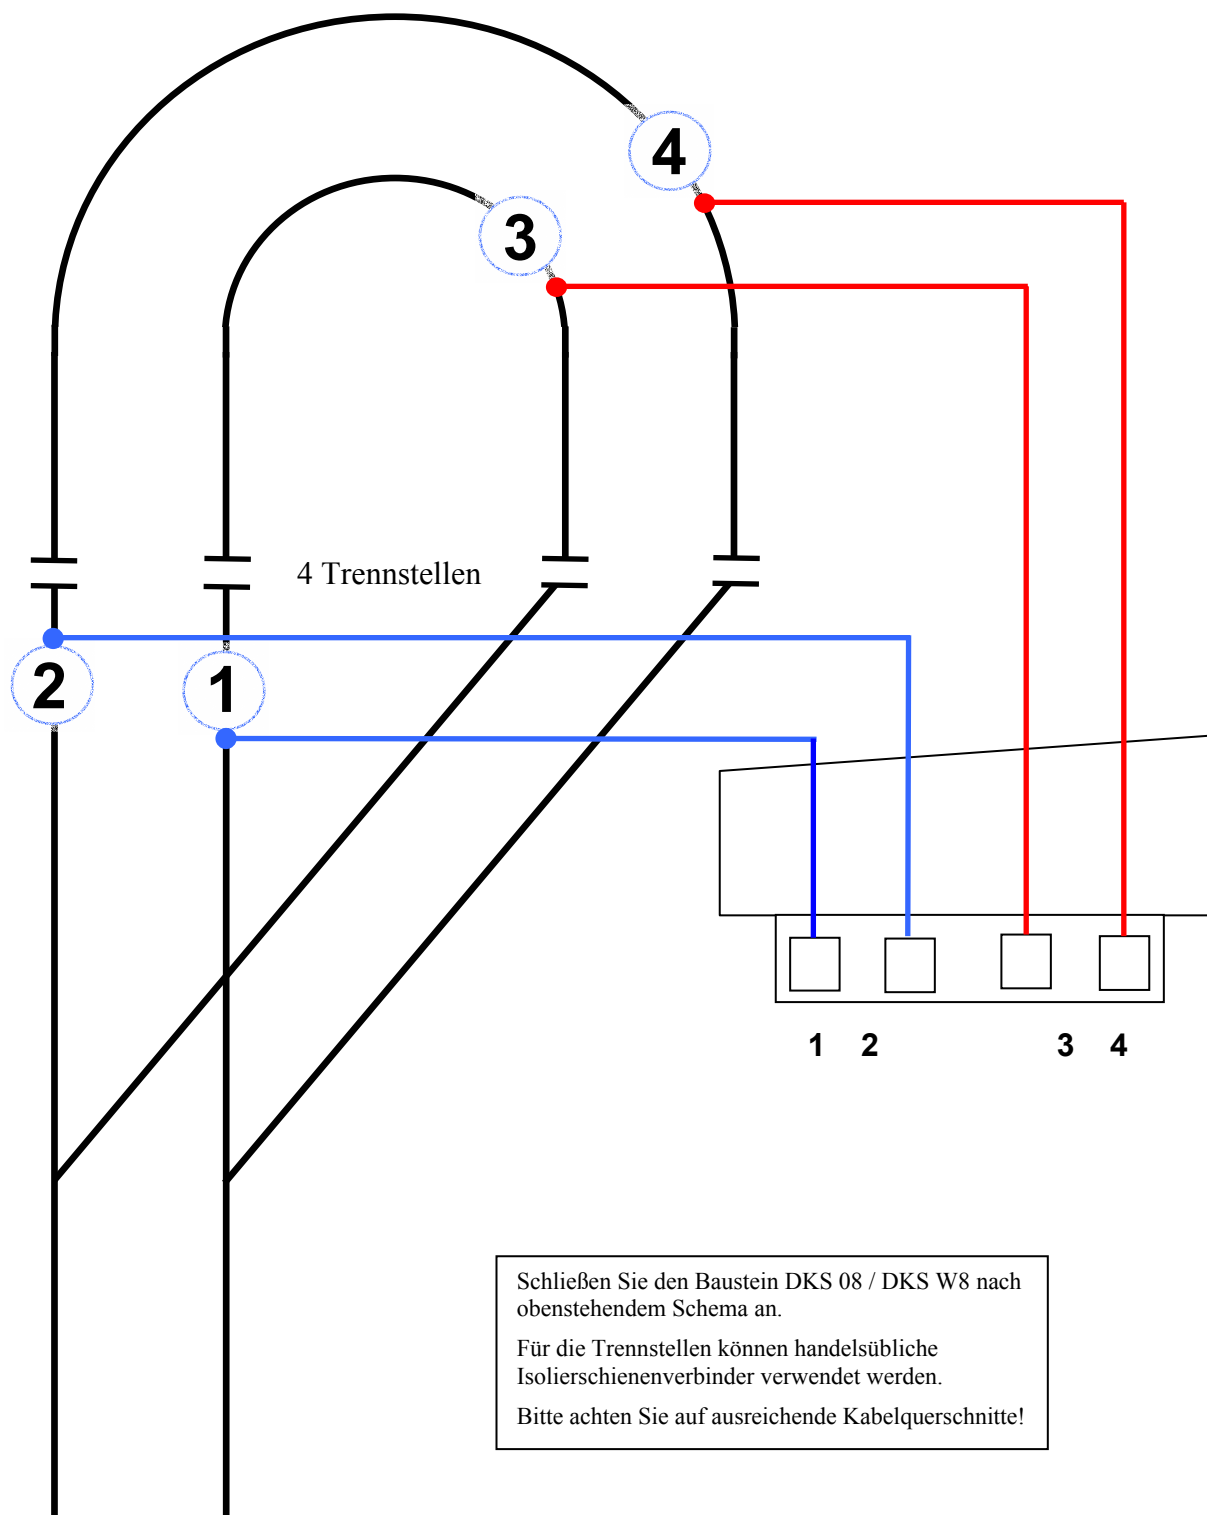 4
3
4 Trennstellen
2
1
1 2 3 4
Schließen Sie den Baustein DKS 08 / DKS W8 nach
obenstehendem Schema an.
Für die Trennstellen können handelsübliche
Isolierschienenverbinder verwendet werden.
Bitte achten Sie auf ausreichende Kabelquerschnitte!